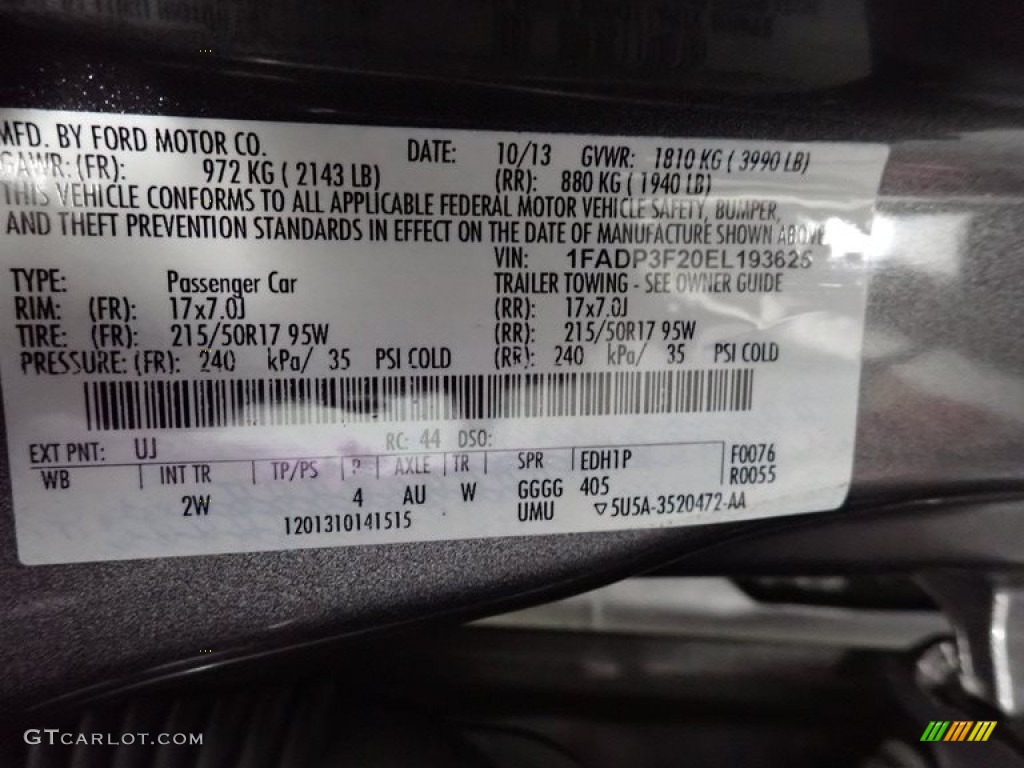 MFD. BY FORD MOTOR CO. DATE: 10/13 GVWR: 1810 KG ( 3990 LB)
GAWR: (FR): 972 KG ( 2143 LB) (RR): 880 KG ( 1940 LB)
THIS VEHICLE CONFORMS TO ALL APPLICABLE FEDERAL MOTOR VEHICLE SAFETY, BUMPER,
AND THEFT PREVENTION STANDARDS IN EFFECT ON THE DATE OF MANUFACTURE SHOWN ABOVE
VIN: 1FADP3F20EL193625
TYPE: Passenger Car TRAILER TOWING - SEE OWNER GUIDE
RIM: (FR): 17x7.0J (RR): 17x7.0J
TIRE: (FR): 215/50R17 95W (RR): 215/50R17 95W
PRESSURE: (FR): 240 kPa/ 35 PSI COLD (RR): 240 kPa/ 35 PSI COLD
EXT PNT: UJ RC: 44 DSO:
WB INT TR TP/PS ? AXLE TR SPR EDH1P F0076
2W 4 AU W GGGG 405 R0055
1201310141515 UMU ▽5U5A-3520472-AA
GTCARLOT.COM